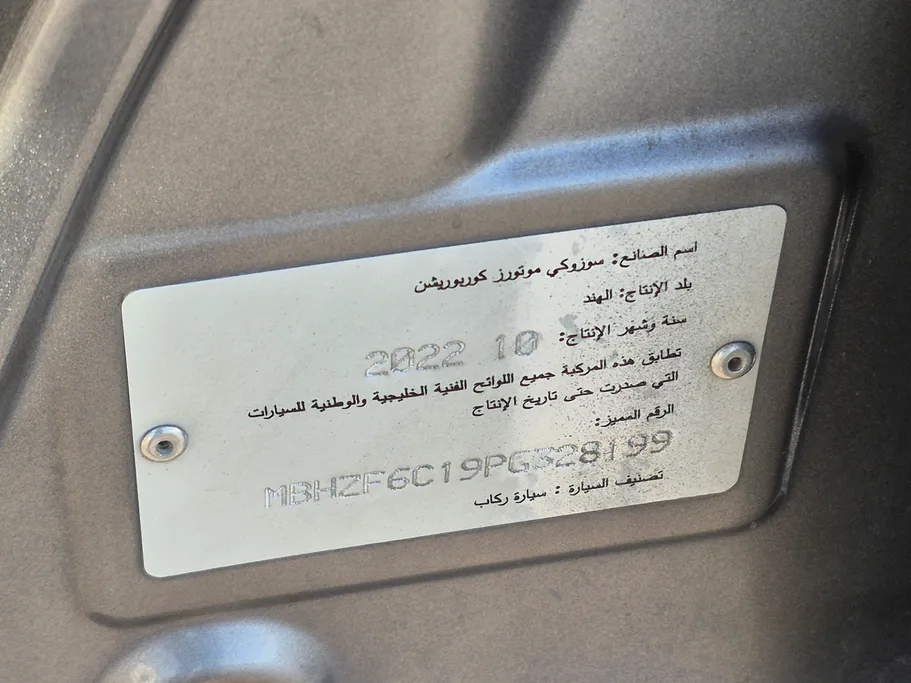 اسم الصانع: سوزوكي موتورز كوربوريشن
بلد الإنتاج: الهند
سنة وشهر الإنتاج: 10 2022
تطابق هذه المركبة جميع اللوائح الفنية الخليجية والوطنية للسيارات
التي صدرت حتى تاريخ الإنتاج
الرقم المميز:
MBHZF6C19PG328199
تصنيف السيارة : سيارة ركاب